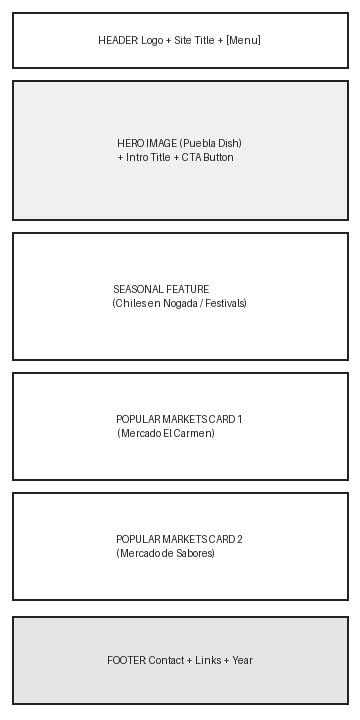 HEADER: Logo + Site Title + [Menu]
HERO IMAGE (Puebla Dish)
+ Intro Title + CTA Button
SEASONAL FEATURE
(Chiles en Nogada / Festivals)
POPULAR MARKETS CARD 1
(Mercado El Carmen)
POPULAR MARKETS CARD 2
(Mercado de Sabores)
FOOTER: Contact + Links + Year